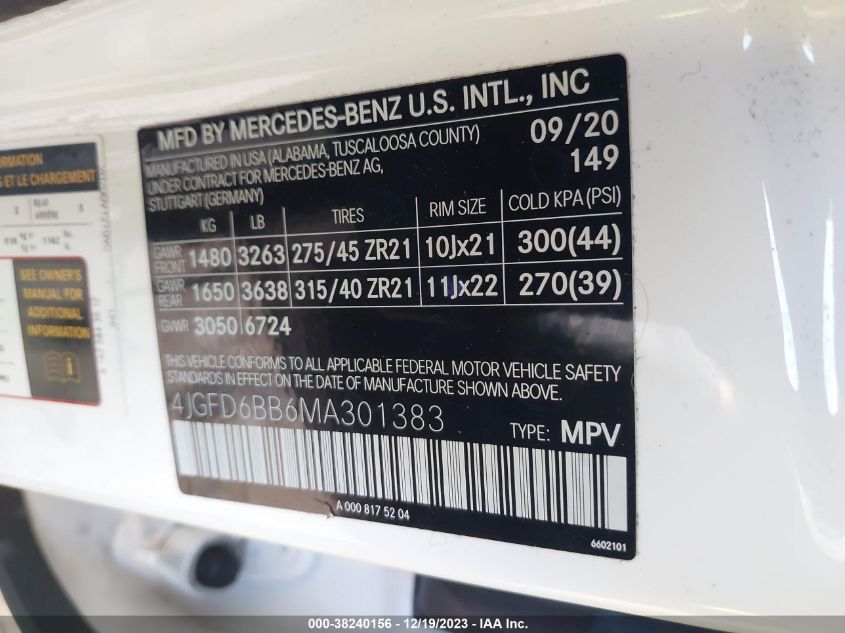 MFD BY MERCEDES-BENZ U.S. INTL., INC
MANUFACTURED IN USA (ALABAMA, TUSCALOOSA COUNTY) 09/20
UNDER CONTRACT FOR MERCEDES-BENZ AG, 149
STUTTGART (GERMANY)
KG LB TIRES RIM SIZE COLD KPA (PSI)
GAWR FRONT 1480 3263 275/45 ZR21 10Jx21 300(44)
GAWR REAR 1650 3638 315/40 ZR21 11Jx22 270(39)
GVWR 3050 6724
THIS VEHICLE CONFORMS TO ALL APPLICABLE FEDERAL MOTOR VEHICLE SAFETY
STANDARDS IN EFFECT ON THE DATE OF MANUFACTURE SHOWN ABOVE.
4JGFD6BB6MA301383
TYPE: MPV
A 000 817 52 04
6602101
ET LE CHARGEMENT
SEE OWNER'S
MANUAL FOR
ADDITIONAL
INFORMATION
000-38240156 - 12/19/2023 - IAA Inc.